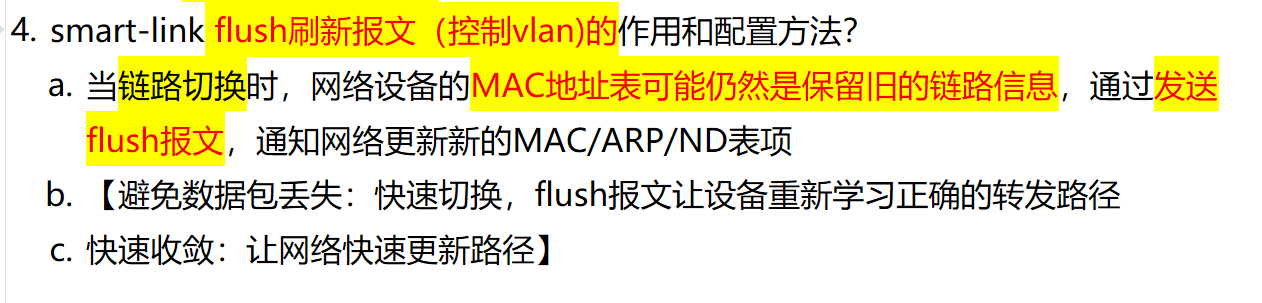 4. smart-link flush刷新报文（控制vlan)的作用和配置方法？
a. 当链路切换时，网络设备的MAC地址表可能仍然是保留旧的链路信息，通过发送
flush报文，通知网络更新新的MAC/ARP/ND表项
b. 【避免数据包丢失：快速切换，flush报文让设备重新学习正确的转发路径
c. 快速收敛：让网络快速更新路径】